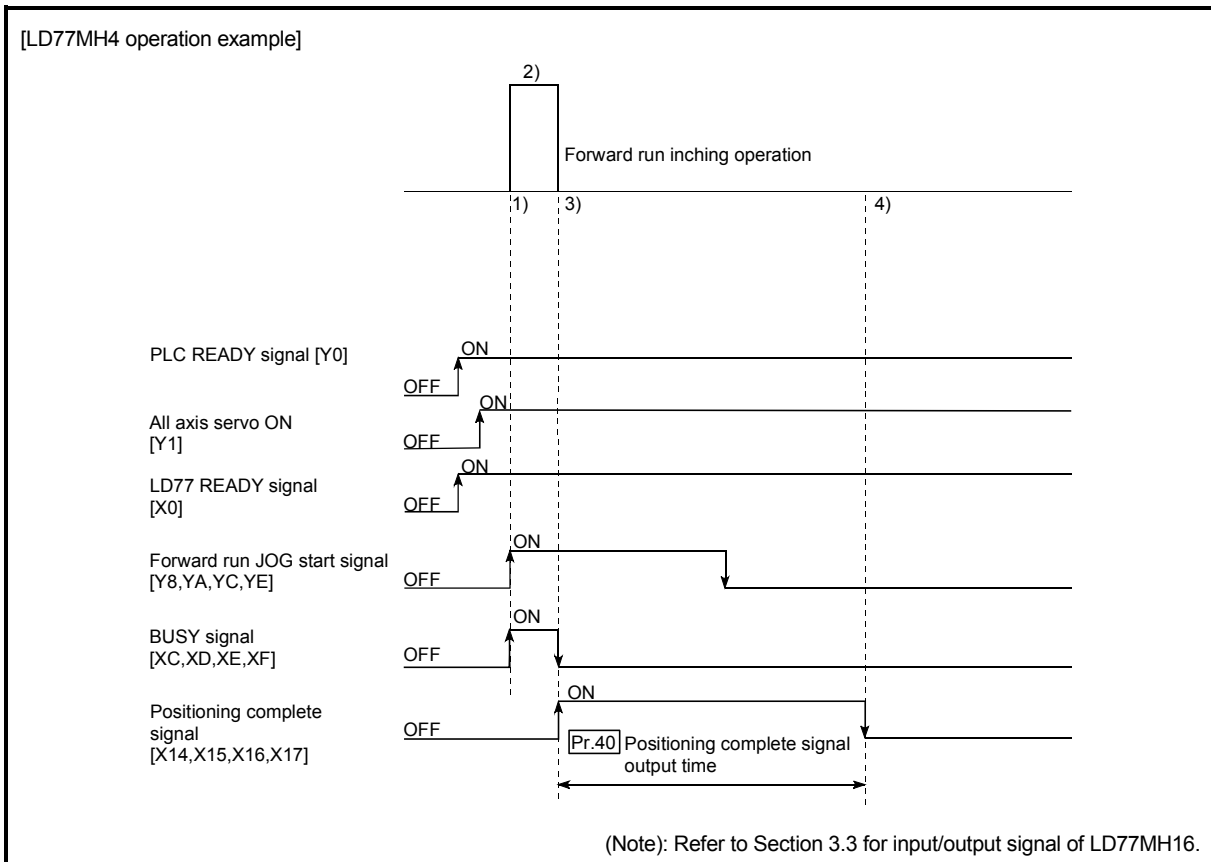 [LD77MH4 operation example]
2)
Forward run inching operation
1)
3)
4)
PLC READY signal [Y0]
OFF
ON
All axis servo ON
[Y1]
OFF
ON
LD77 READY signal
[X0]
OFF
ON
Forward run JOG start signal
[Y8,YA,YC,YE]
OFF
ON
BUSY signal
[XC,XD,XE,XF]
OFF
ON
Positioning complete
signal
[X14,X15,X16,X17]
OFF
ON
Pr.40 Positioning complete signal
output time
(Note): Refer to Section 3.3 for input/output signal of LD77MH16.